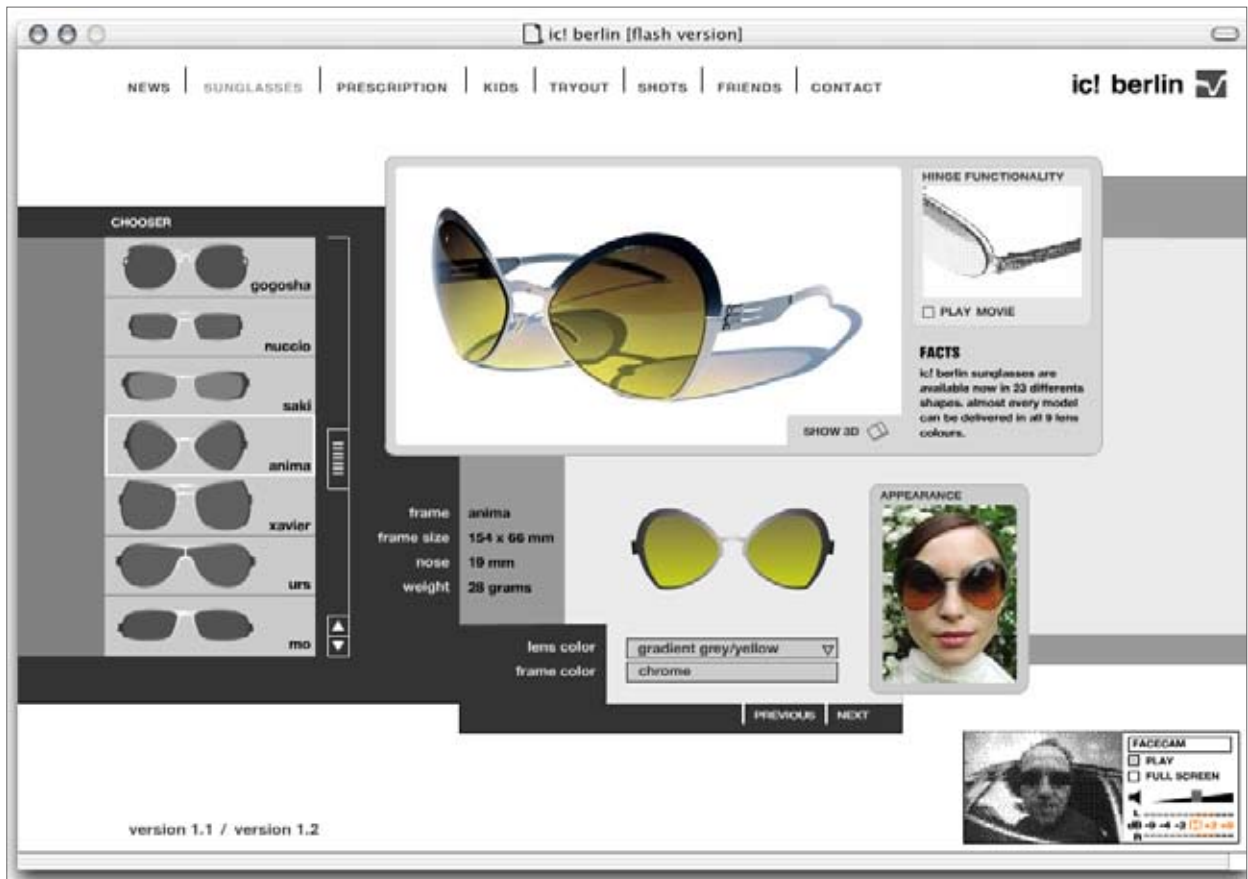 ic! berlin [flash version]
NEWS SUNGLASSES PRESCRIPTION KIDS TRYOUT SHOTS FRIENDS CONTACT
ic! berlin
CHOOSER
gogosha
nuccio
saki
anima
xavier
urs
mo
HINGE FUNCTIONALITY
PLAY MOVIE
FACTS
ic! berlin sunglasses are
available now in 23 differents
shapes. almost every model
can be delivered in all 9 lens
colours.
SHOW 3D
frame anima
frame size 154 x 66 mm
nose 19 mm
weight 28 grams
lens color gradient grey/yellow
frame color chrome
PREVIOUS NEXT
APPEARANCE
FACECAM
PLAY
FULL SCREEN
L
dB
R
version 1.1 / version 1.2